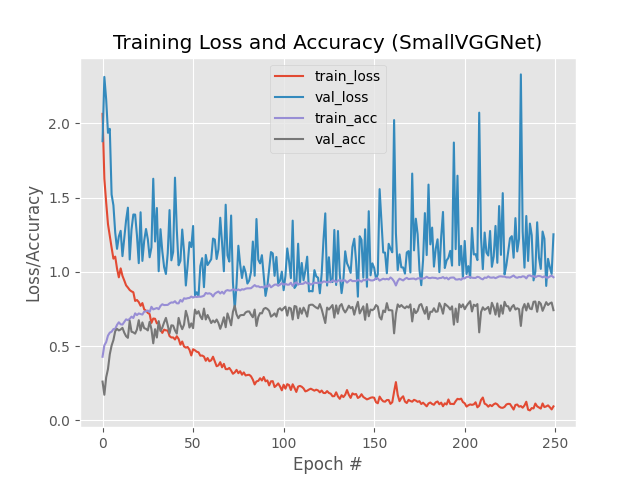 Training Loss and Accuracy (SmallVGGNet)
train_loss
val_loss
train_acc
val_acc
2.0
1.5
1.0
0.5
0.0
Loss/Accuracy
0
50
100
150
200
250
Epoch #